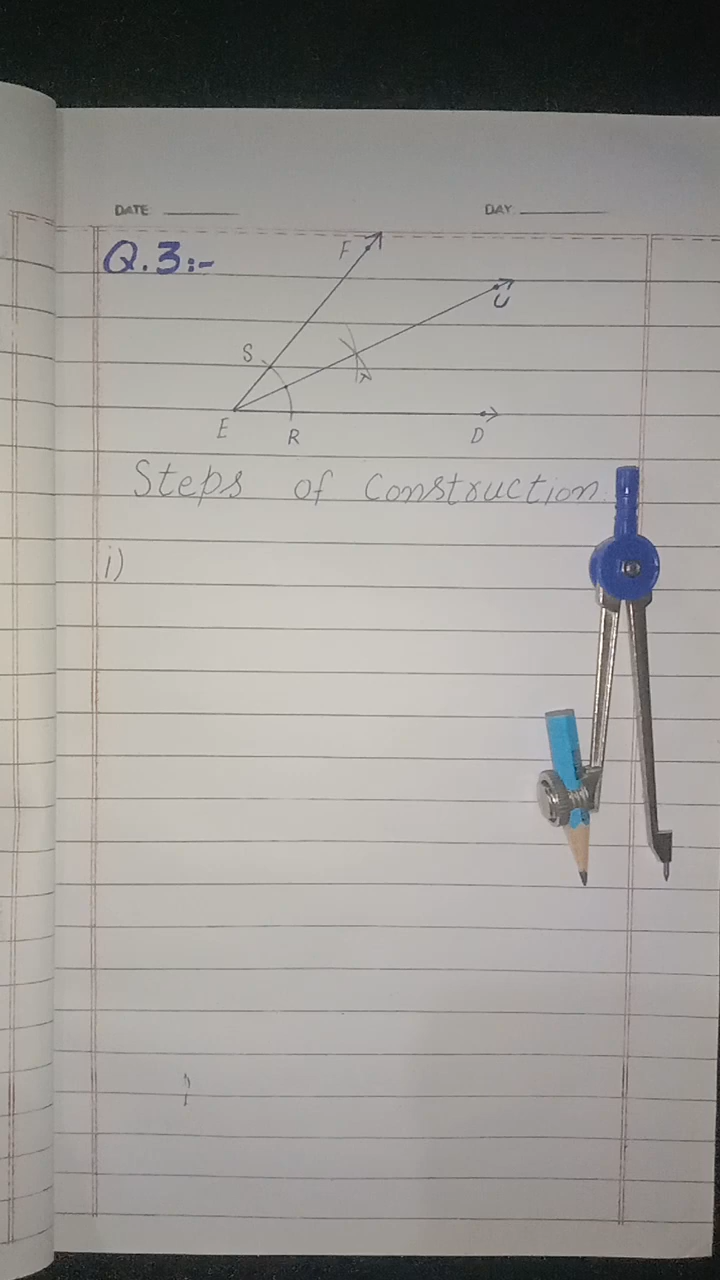 DATE DAY
Q.3:-
F
U
S
E R D
Steps of Construction
i)